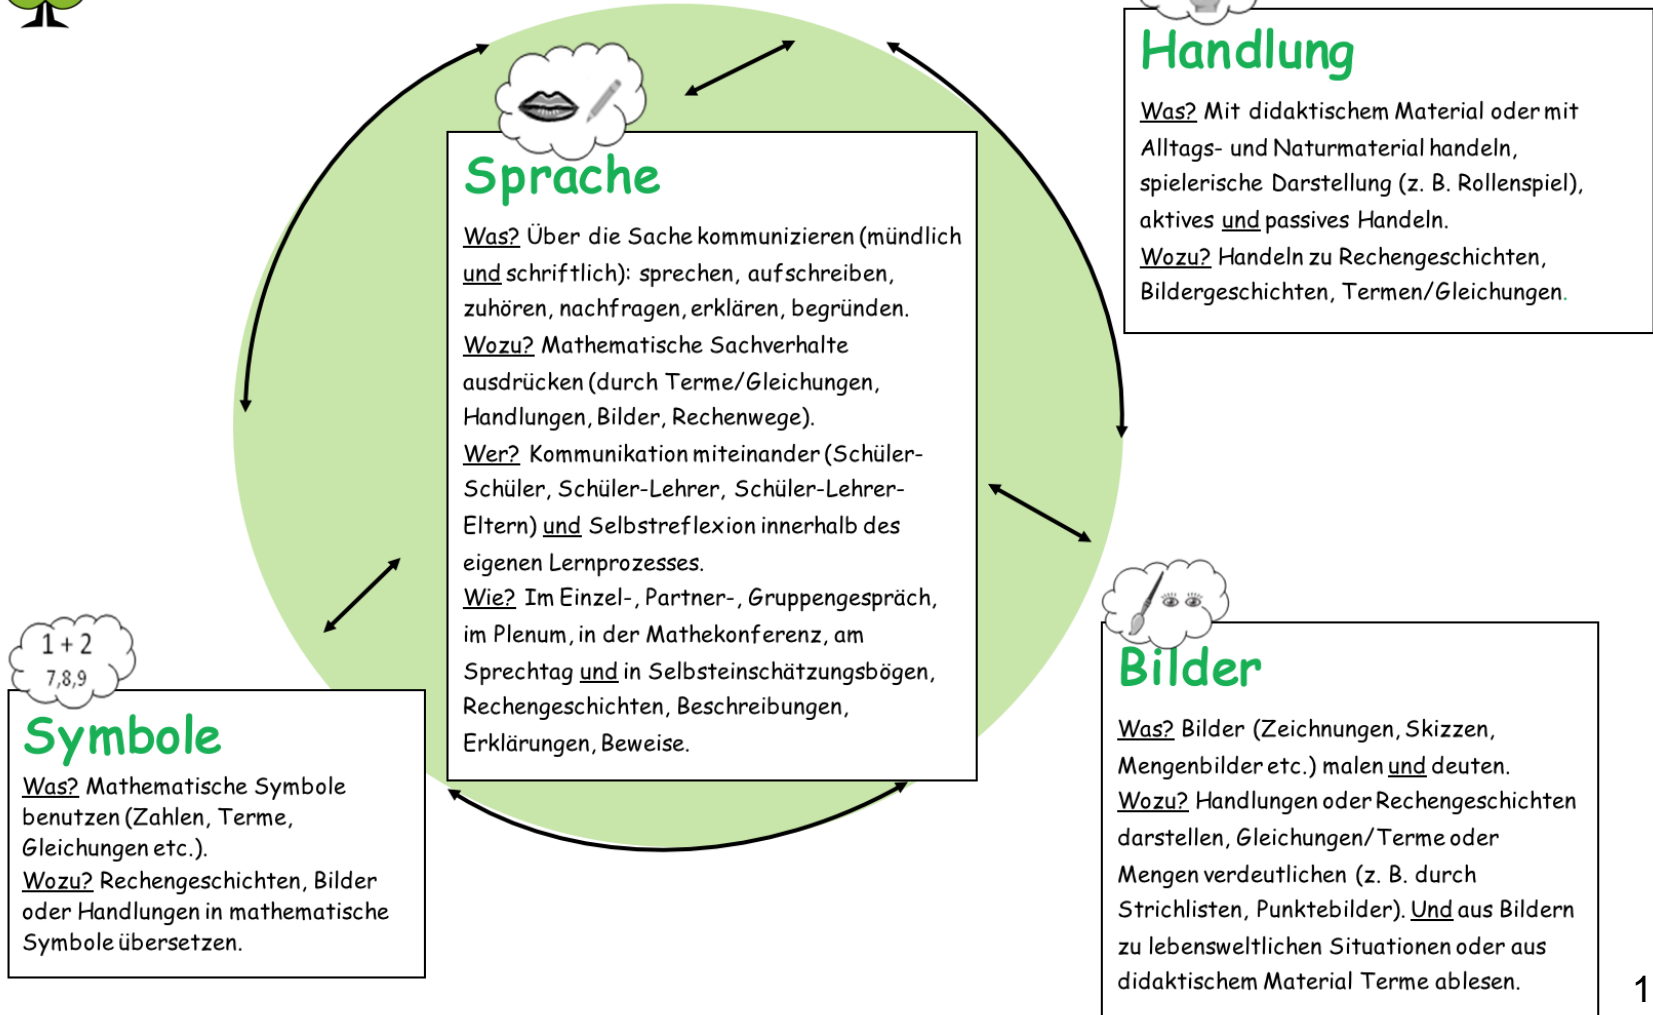 Handlung
Was? Mit didaktischem Material oder mit
Alltags- und Naturmaterial handeln,
spielerische Darstellung (z. B. Rollenspiel),
aktives und passives Handeln.
Wozu? Handeln zu Rechengeschichten,
Bildergeschichten, Termen/Gleichungen.
Sprache
Was? Über die Sache kommunizieren (mündlich
und schriftlich): sprechen, aufschreiben,
zuhören, nachfragen, erklären, begründen.
Wozu? Mathematische Sachverhalte
ausdrücken (durch Terme/Gleichungen,
Handlungen, Bilder, Rechenwege).
Wer? Kommunikation miteinander (Schüler-
Schüler, Schüler-Lehrer, Schüler-Lehrer-
Eltern) und Selbstreflexion innerhalb des
eigenen Lernprozesses.
Wie? Im Einzel-, Partner-, Gruppengespräch,
im Plenum, in der Mathekonferenz, am
Sprechtag und in Selbsteinschätzungsbögen,
Rechengeschichten, Beschreibungen,
Erklärungen, Beweise.
1 + 2
7,8,9
Symbole
Was? Mathematische Symbole
benutzen (Zahlen, Terme,
Gleichungen etc.).
Wozu? Rechengeschichten, Bilder
oder Handlungen in mathematische
Symbole übersetzen.
Bilder
Was? Bilder (Zeichnungen, Skizzen,
Mengenbilder etc.) malen und deuten.
Wozu? Handlungen oder Rechengeschichten
darstellen, Gleichungen/Terme oder
Mengen verdeutlichen (z. B. durch
Strichlisten, Punktebilder). Und aus Bildern
zu lebensweltlichen Situationen oder aus
didaktischem Material Terme ablesen.
1